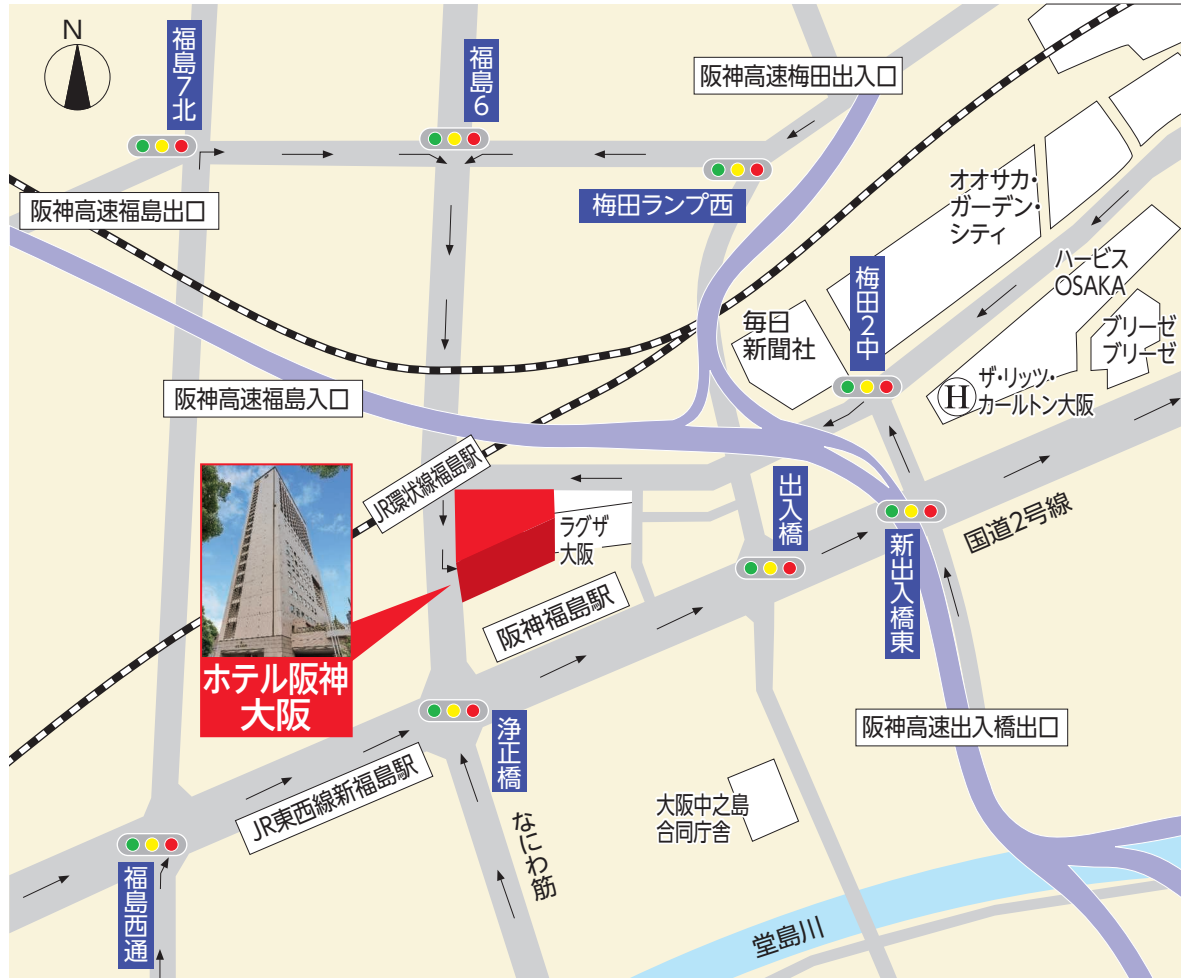 N
福島7北
福島6
阪神高速梅田出入口
阪神高速福島出口
梅田ランプ西
オオサカ・
ガーデン・
シティ
ハービス
OSAKA
ブリーゼ
ブリーゼ
梅田2中
毎日
新聞社
H
ザ・リッツ・
カールトン大阪
阪神高速福島入口
JR環状線福島駅
出入橋
国道2号線
ラグザ
大阪
新出入橋東
阪神福島駅
ホテル阪神
大阪
浄正橋
阪神高速出入橋出口
JR東西線新福島駅
大阪中之島
合同庁舎
なにわ筋
福島西通
堂島川